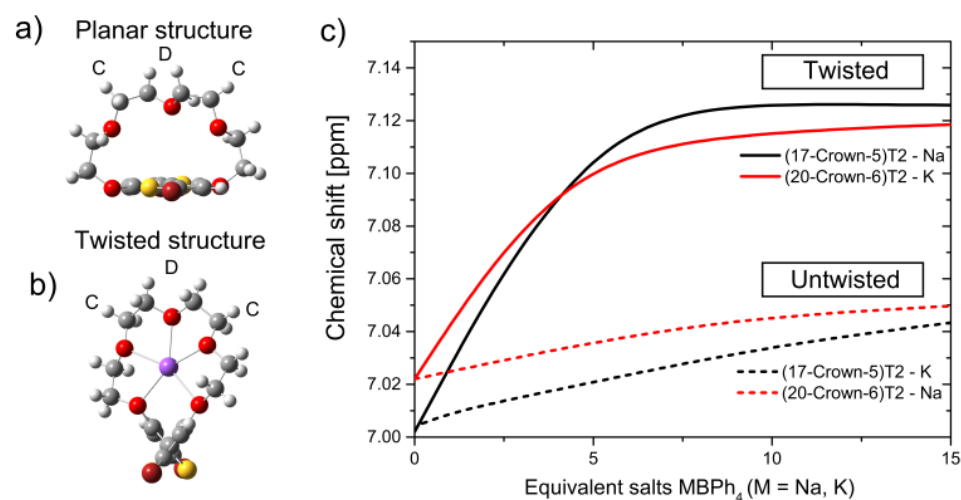 a)
Planar structure
D
C
C
Twisted structure
D
b)
C
C
c)
Chemical shift [ppm]
7.14
7.12
7.10
7.08
7.06
7.04
7.02
7.00
0
5
10
15
Equivalent salts MBPh₄ (M = Na, K)
Twisted
(17-Crown-5)T2 - Na
(20-Crown-6)T2 - K
Untwisted
(17-Crown-5)T2 - K
(20-Crown-6)T2 - Na